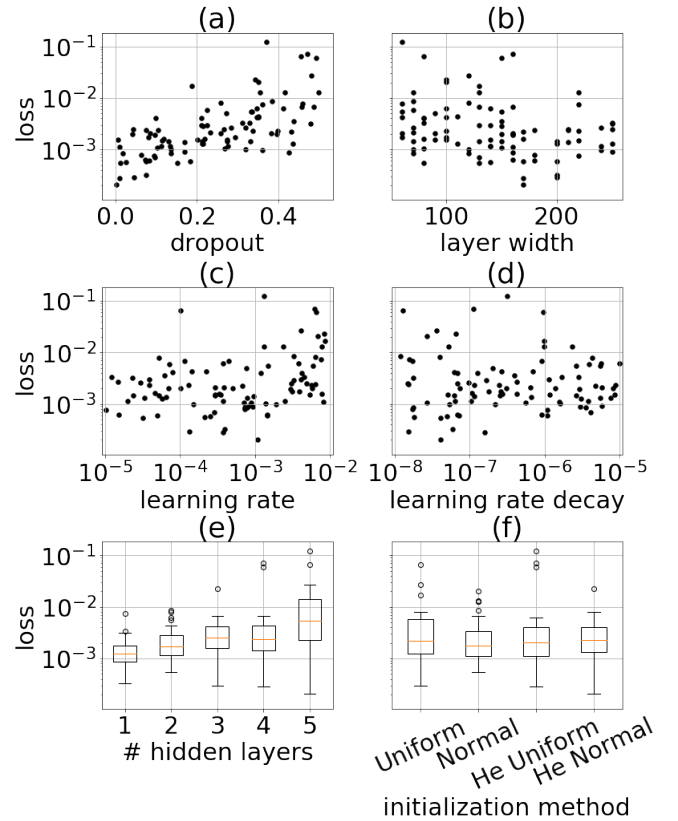 (a)
(b)
loss
10⁻¹
10⁻²
10⁻³
0.0 0.2 0.4
dropout
100 200
layer width
(c)
(d)
loss
10⁻¹
10⁻²
10⁻³
10⁻⁵ 10⁻⁴ 10⁻³ 10⁻²
learning rate
10⁻⁸ 10⁻⁷ 10⁻⁶ 10⁻⁵
learning rate decay
(e)
(f)
loss
10⁻¹
10⁻²
10⁻³
1 2 3 4 5
# hidden layers
Uniform
Normal
He Uniform
He Normal
initialization method